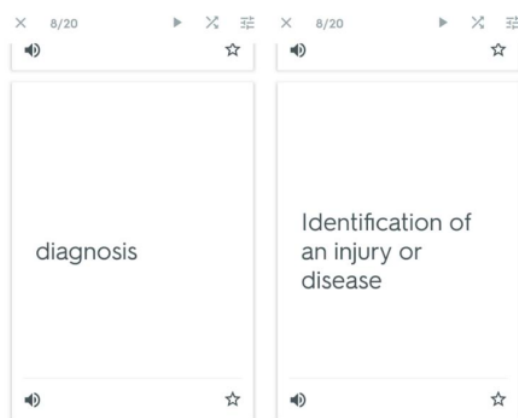 8/20
8/20
diagnosis
Identification of
an injury or
disease